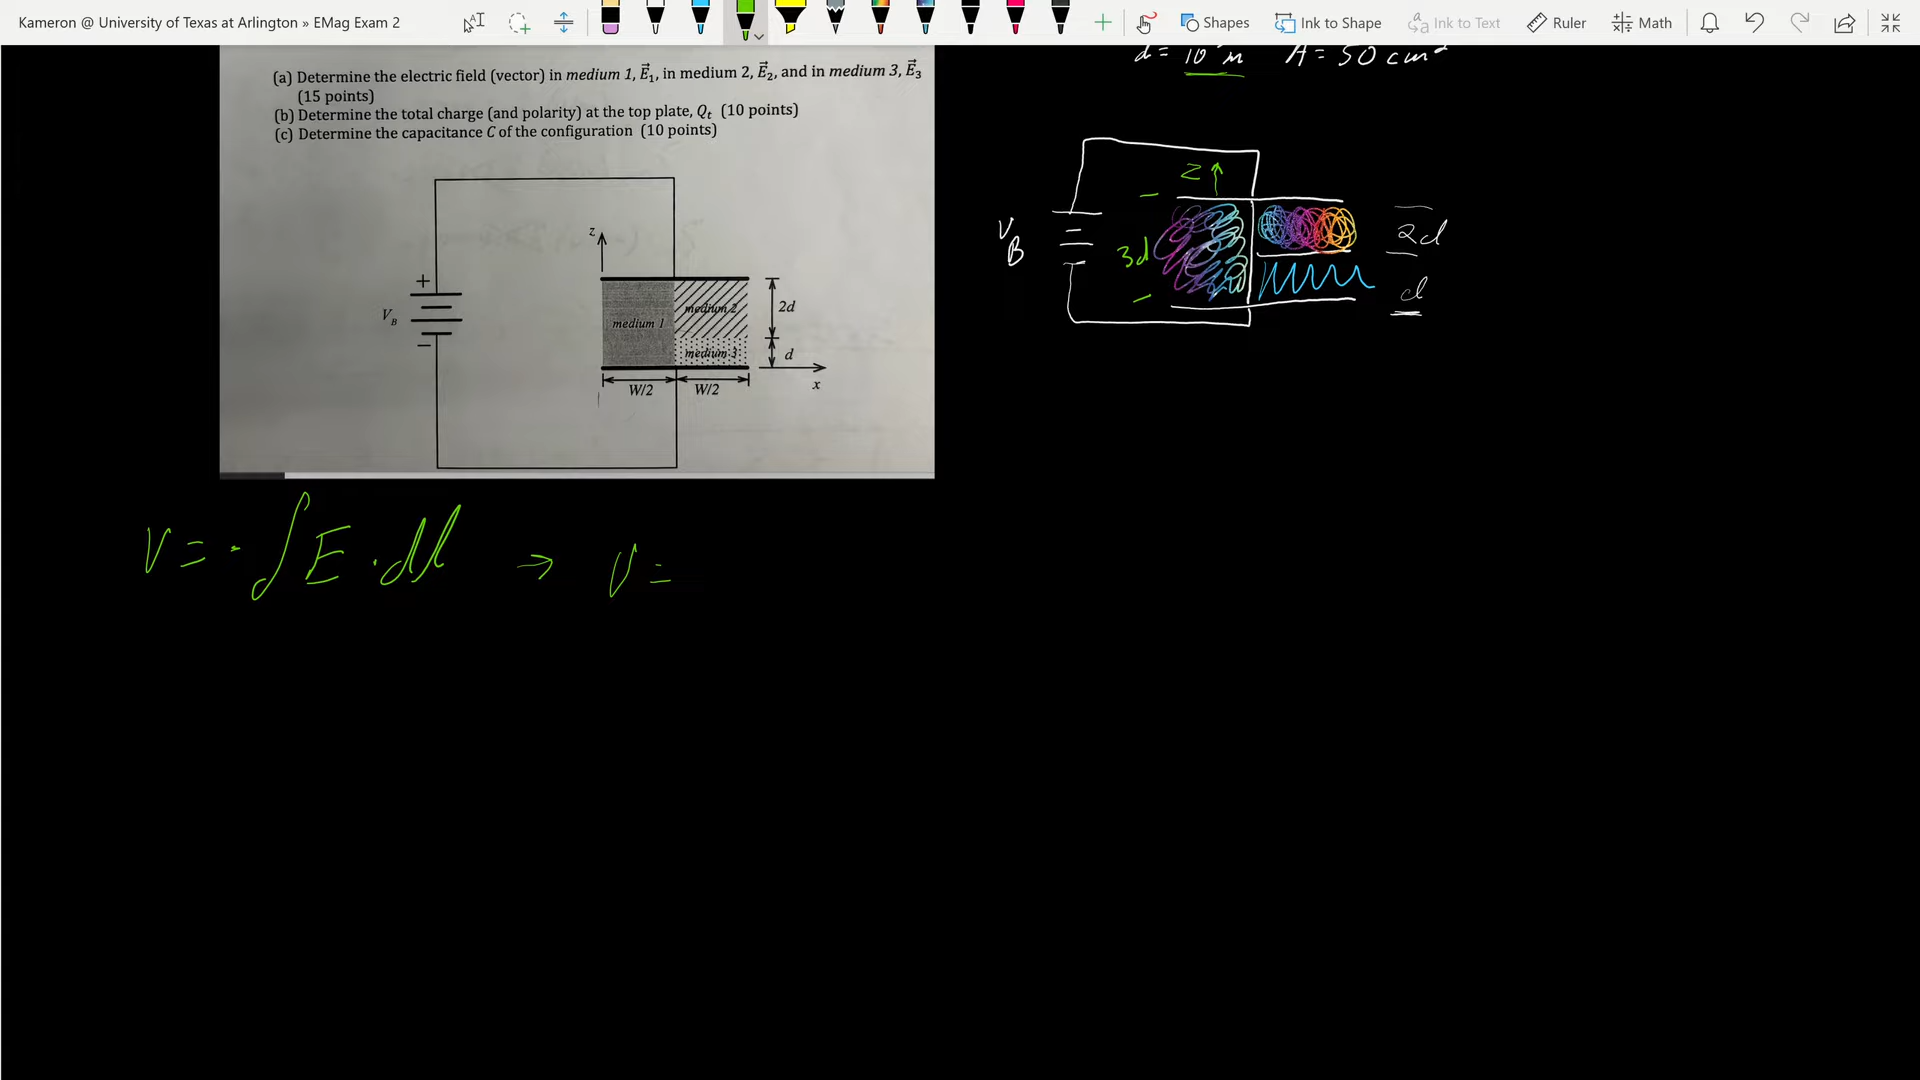 Kameron @ University of Texas at Arlington » EMag Exam 2
Shapes
Ink to Shape
Ink to Text
Ruler
Math
(a) Determine the electric field (vector) in medium 1, E⃗₁, in medium 2, E⃗₂, and in medium 3, E⃗₃
(15 points)
(b) Determine the total charge (and polarity) at the top plate, Qₜ (10 points)
(c) Determine the capacitance C of the configuration (10 points)
z
+
V_B
−
medium 1
medium 2
medium 3
2d
d
x
W/2
W/2
A = 50 cm²
z
V_B
3d
2d
d
V = -∫E · dl → V =